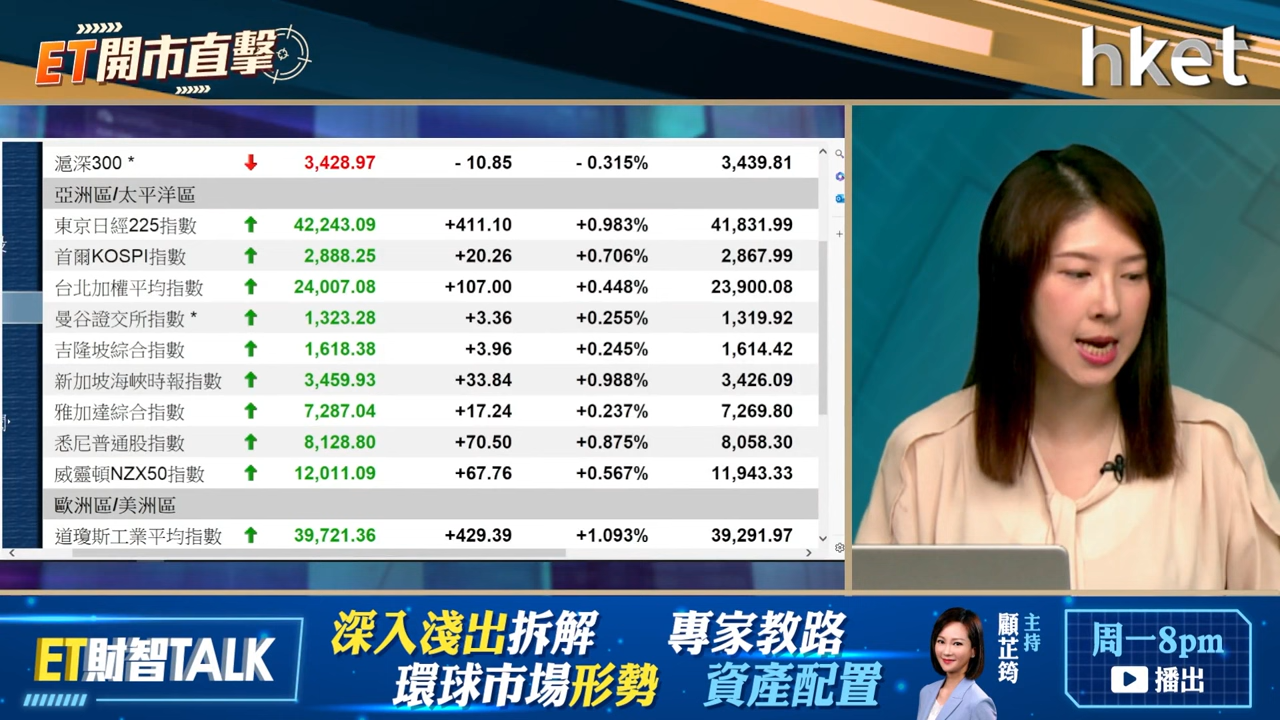 ET開市直擊
hket
滬深300 * 3,428.97 - 10.85 - 0.315% 3,439.81
亞洲區/太平洋區
東京日經225指數 42,243.09 +411.10 +0.983% 41,831.99
首爾KOSPI指數 2,888.25 +20.26 +0.706% 2,867.99
台北加權平均指數 24,007.08 +107.00 +0.448% 23,900.08
曼谷證交所指數 * 1,323.28 +3.36 +0.255% 1,319.92
吉隆坡綜合指數 1,618.38 +3.96 +0.245% 1,614.42
新加坡海峽時報指數 3,459.93 +33.84 +0.988% 3,426.09
雅加達綜合指數 7,287.04 +17.24 +0.237% 7,269.80
悉尼普通股指數 8,128.80 +70.50 +0.875% 8,058.30
威靈頓NZX50指數 12,011.09 +67.76 +0.567% 11,943.33
歐洲區/美洲區
道瓊斯工業平均指數 39,721.36 +429.39 +1.093% 39,291.97
ET財智TALK
深入淺出拆解
環球市場形勢
專家教路
資產配置
主持
顧芷筠
周一8pm
播出